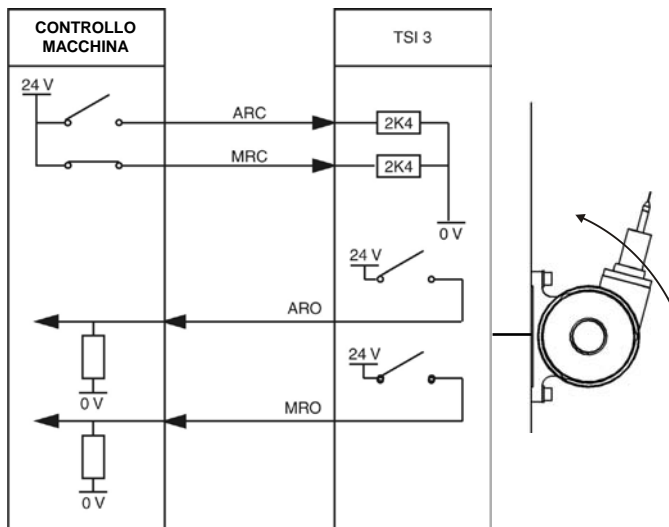 CONTROLLO
MACCHINA
TSI 3
24 V
ARC
2K4
MRC
2K4
0 V
24 V
ARO
0 V
24 V
MRO
0 V